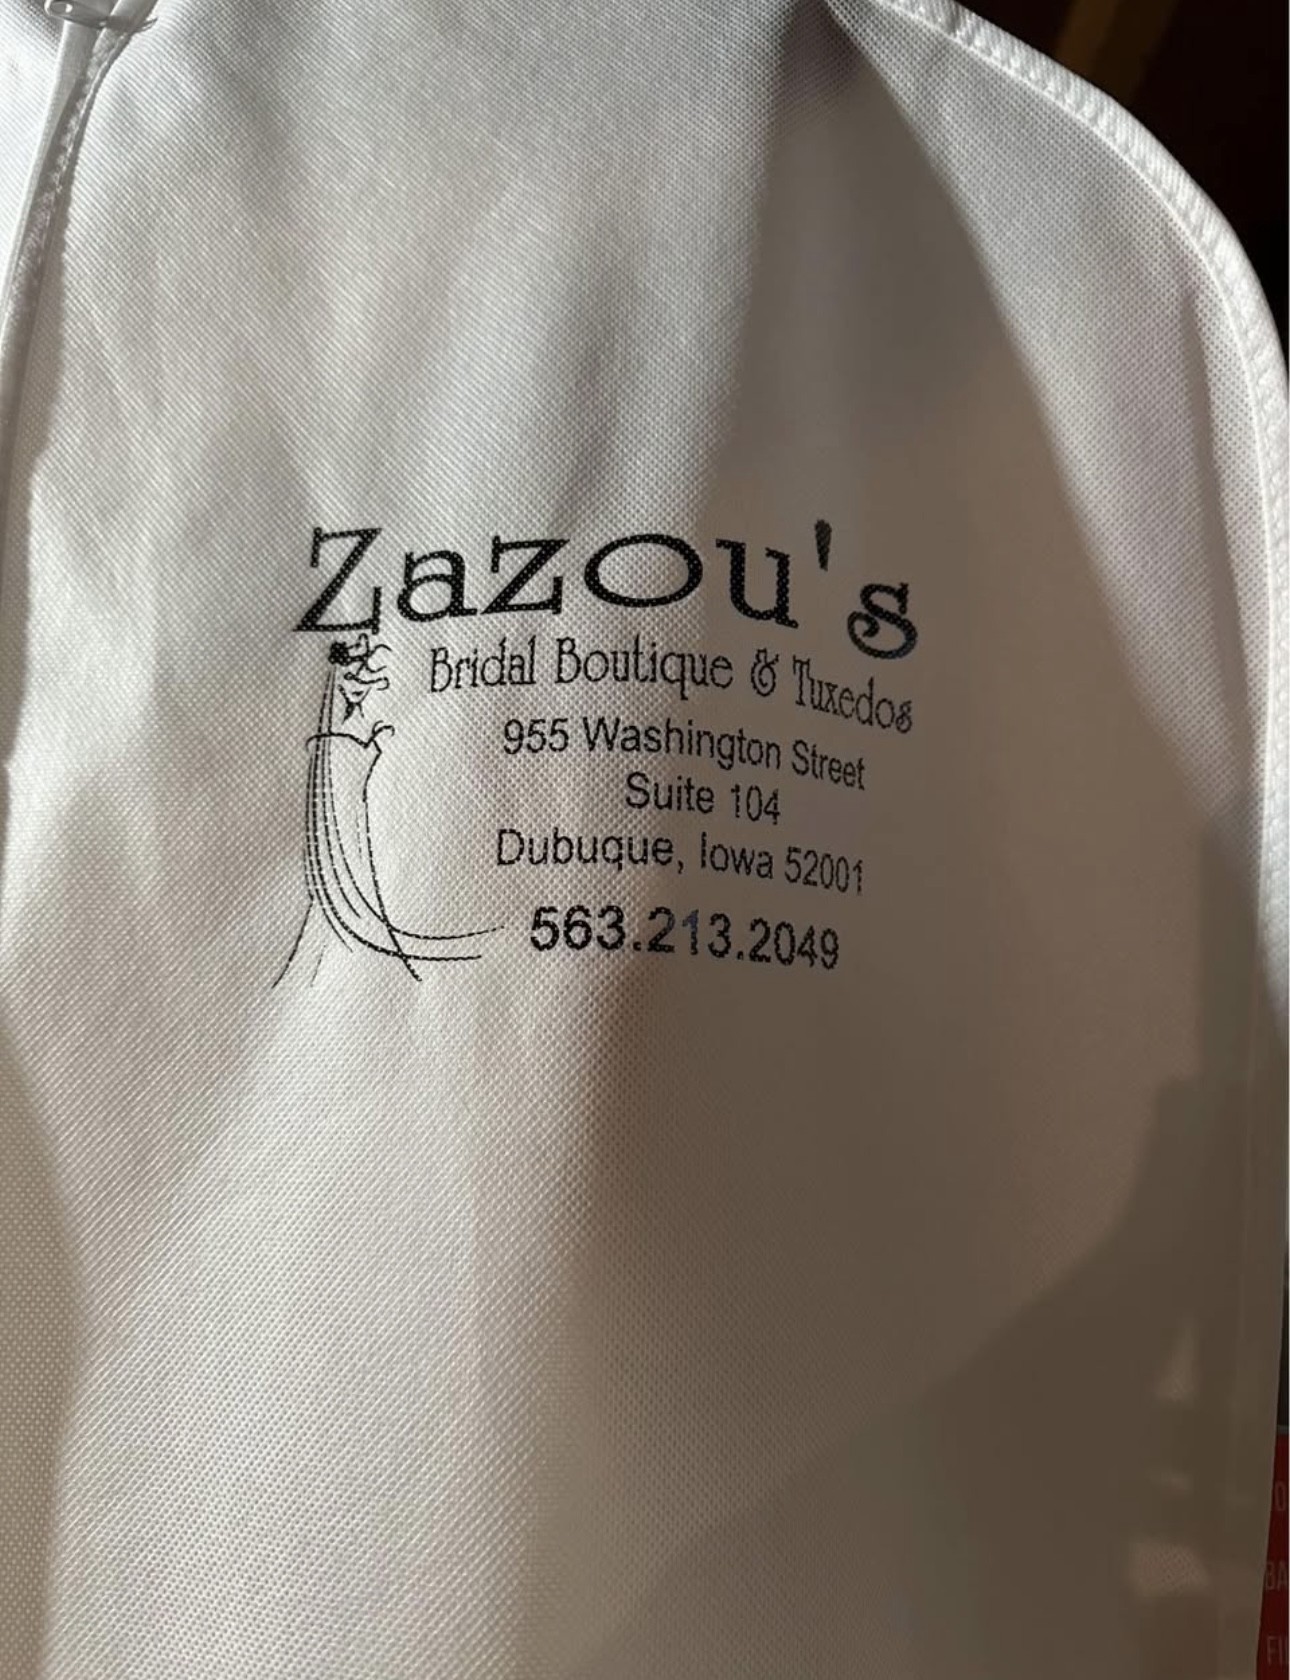 Zazou's
Bridal Boutique & Tuxedos
955 Washington Street
Suite 104
Dubuque, Iowa 52001
563.213.2049